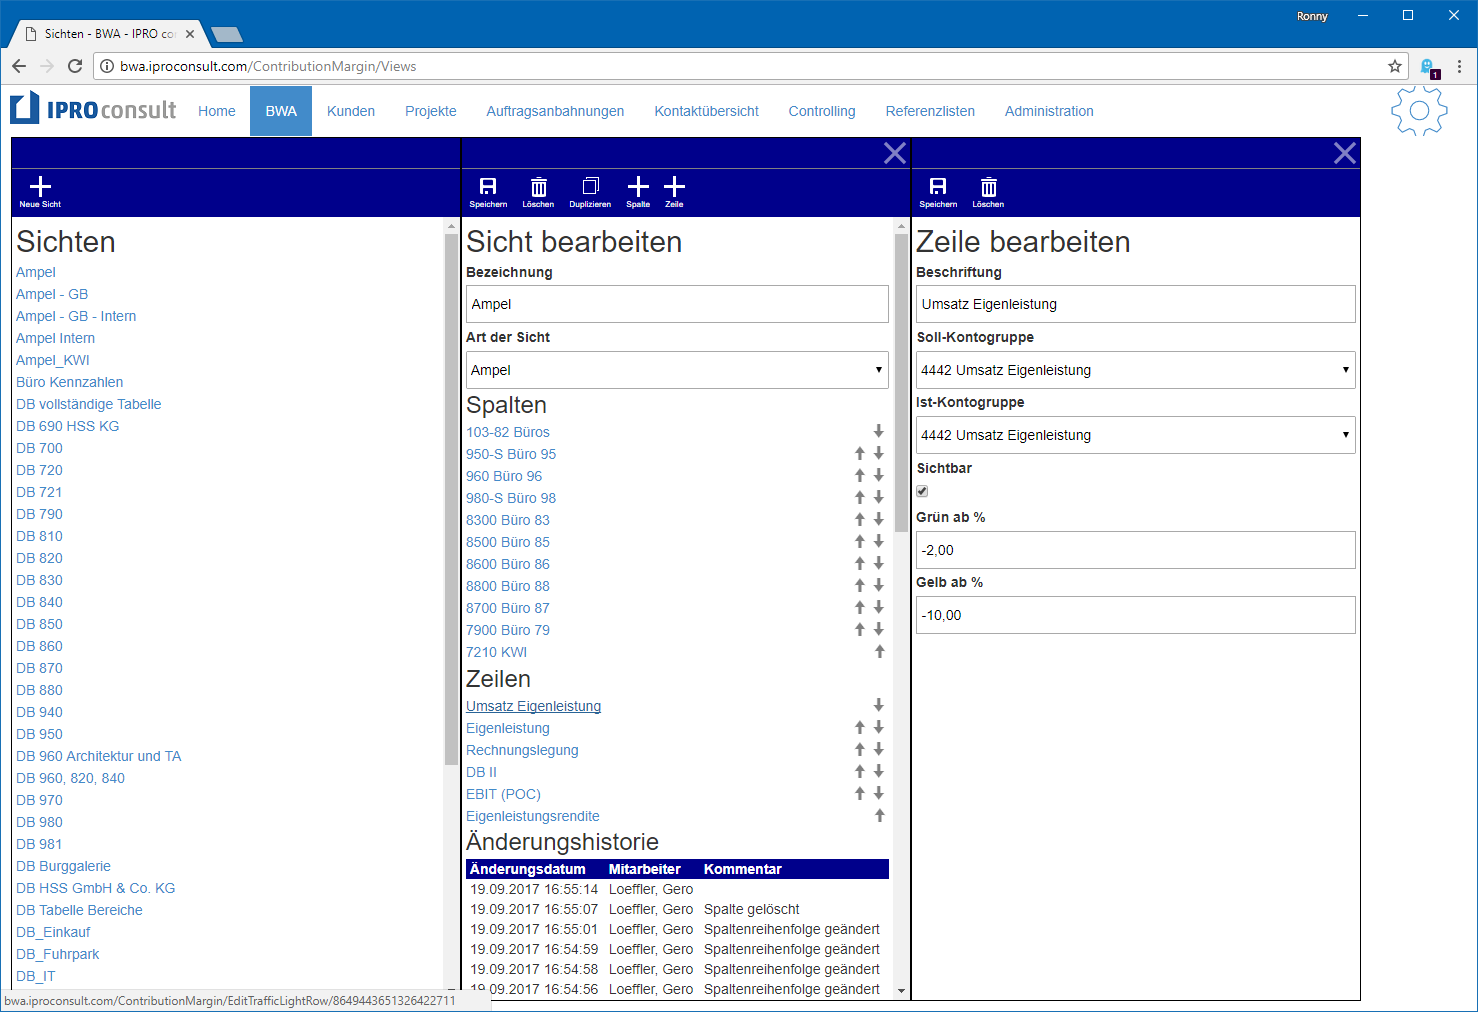 Ronny
Sichten - BWA - IPRO con
bwa.iproconsult.com/ContributionMargin/Views
1
IPROconsult
Home
BWA
Kunden
Projekte
Auftragsanbahnungen
Kontaktübersicht
Controlling
Referenzlisten
Administration
Neue Sicht
Sichten
Ampel
Ampel - GB
Ampel - GB - Intern
Ampel Intern
Ampel_KWI
Büro Kennzahlen
DB vollständige Tabelle
DB 690 HSS KG
DB 700
DB 720
DB 721
DB 790
DB 810
DB 820
DB 830
DB 840
DB 850
DB 860
DB 870
DB 880
DB 940
DB 950
DB 960 Architektur und TA
DB 960, 820, 840
DB 970
DB 980
DB 981
DB Burggalerie
DB HSS GmbH & Co. KG
DB Tabelle Bereiche
DB_Einkauf
DB_Fuhrpark
DB_IT
Speichern
Löschen
Duplizieren
Spalte
Zeile
Sicht bearbeiten
Bezeichnung
Ampel
Art der Sicht
Ampel
Spalten
103-82 Büros
950-S Büro 95
960 Büro 96
980-S Büro 98
8300 Büro 83
8500 Büro 85
8600 Büro 86
8800 Büro 88
8700 Büro 87
7900 Büro 79
7210 KWI
Zeilen
Umsatz Eigenleistung
Eigenleistung
Rechnungslegung
DB II
EBIT (POC)
Eigenleistungsrendite
Änderungshistorie
Änderungsdatum Mitarbeiter Kommentar
19.09.2017 16:55:14 Loeffler, Gero
19.09.2017 16:55:07 Loeffler, Gero Spalte gelöscht
19.09.2017 16:55:01 Loeffler, Gero Spaltenreihenfolge geändert
19.09.2017 16:54:59 Loeffler, Gero Spaltenreihenfolge geändert
19.09.2017 16:54:58 Loeffler, Gero Spaltenreihenfolge geändert
19.09.2017 16:54:56 Loeffler, Gero Spaltenreihenfolge geändert
Speichern
Löschen
Zeile bearbeiten
Beschriftung
Umsatz Eigenleistung
Soll-Kontogruppe
4442 Umsatz Eigenleistung
Ist-Kontogruppe
4442 Umsatz Eigenleistung
Sichtbar
Grün ab %
-2,00
Gelb ab %
-10,00
bwa.iproconsult.com/ContributionMargin/EditTrafficLightRow/8649443651326422711